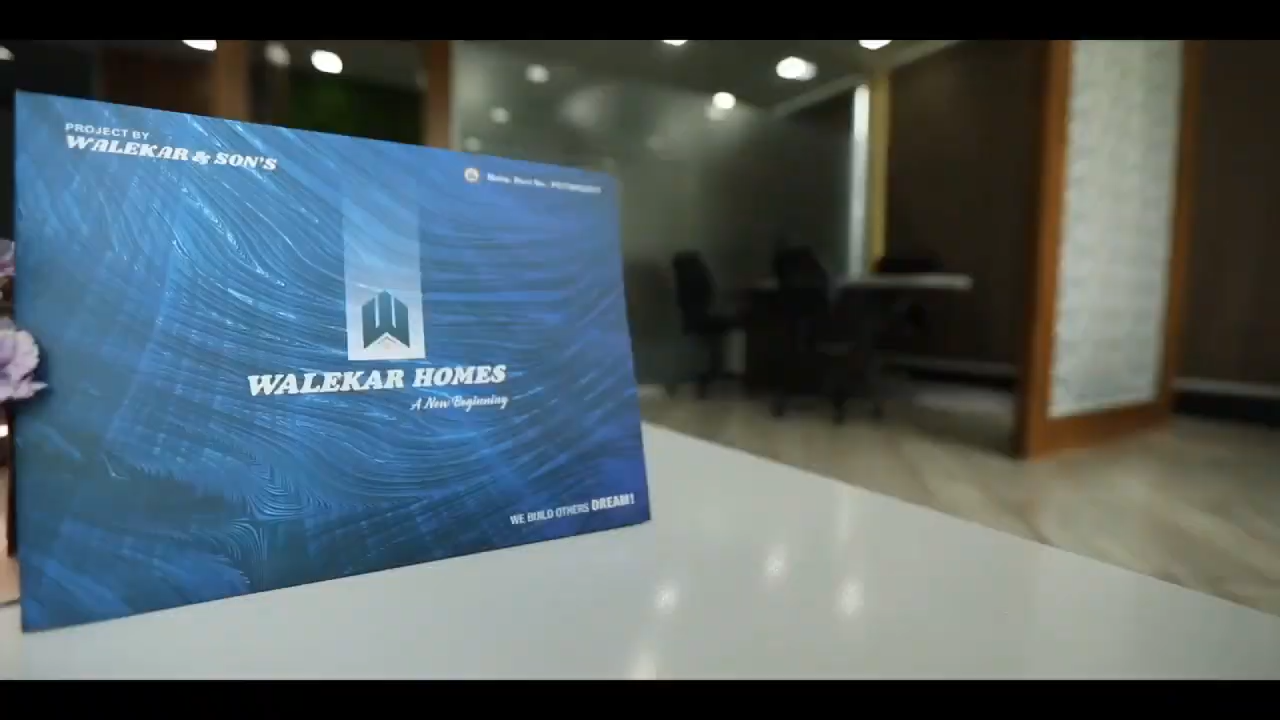 PROJECT BY
WALEKAR & SON'S
WALEKAR HOMES
A New Beginning
WE BUILD OTHERS DREAM!